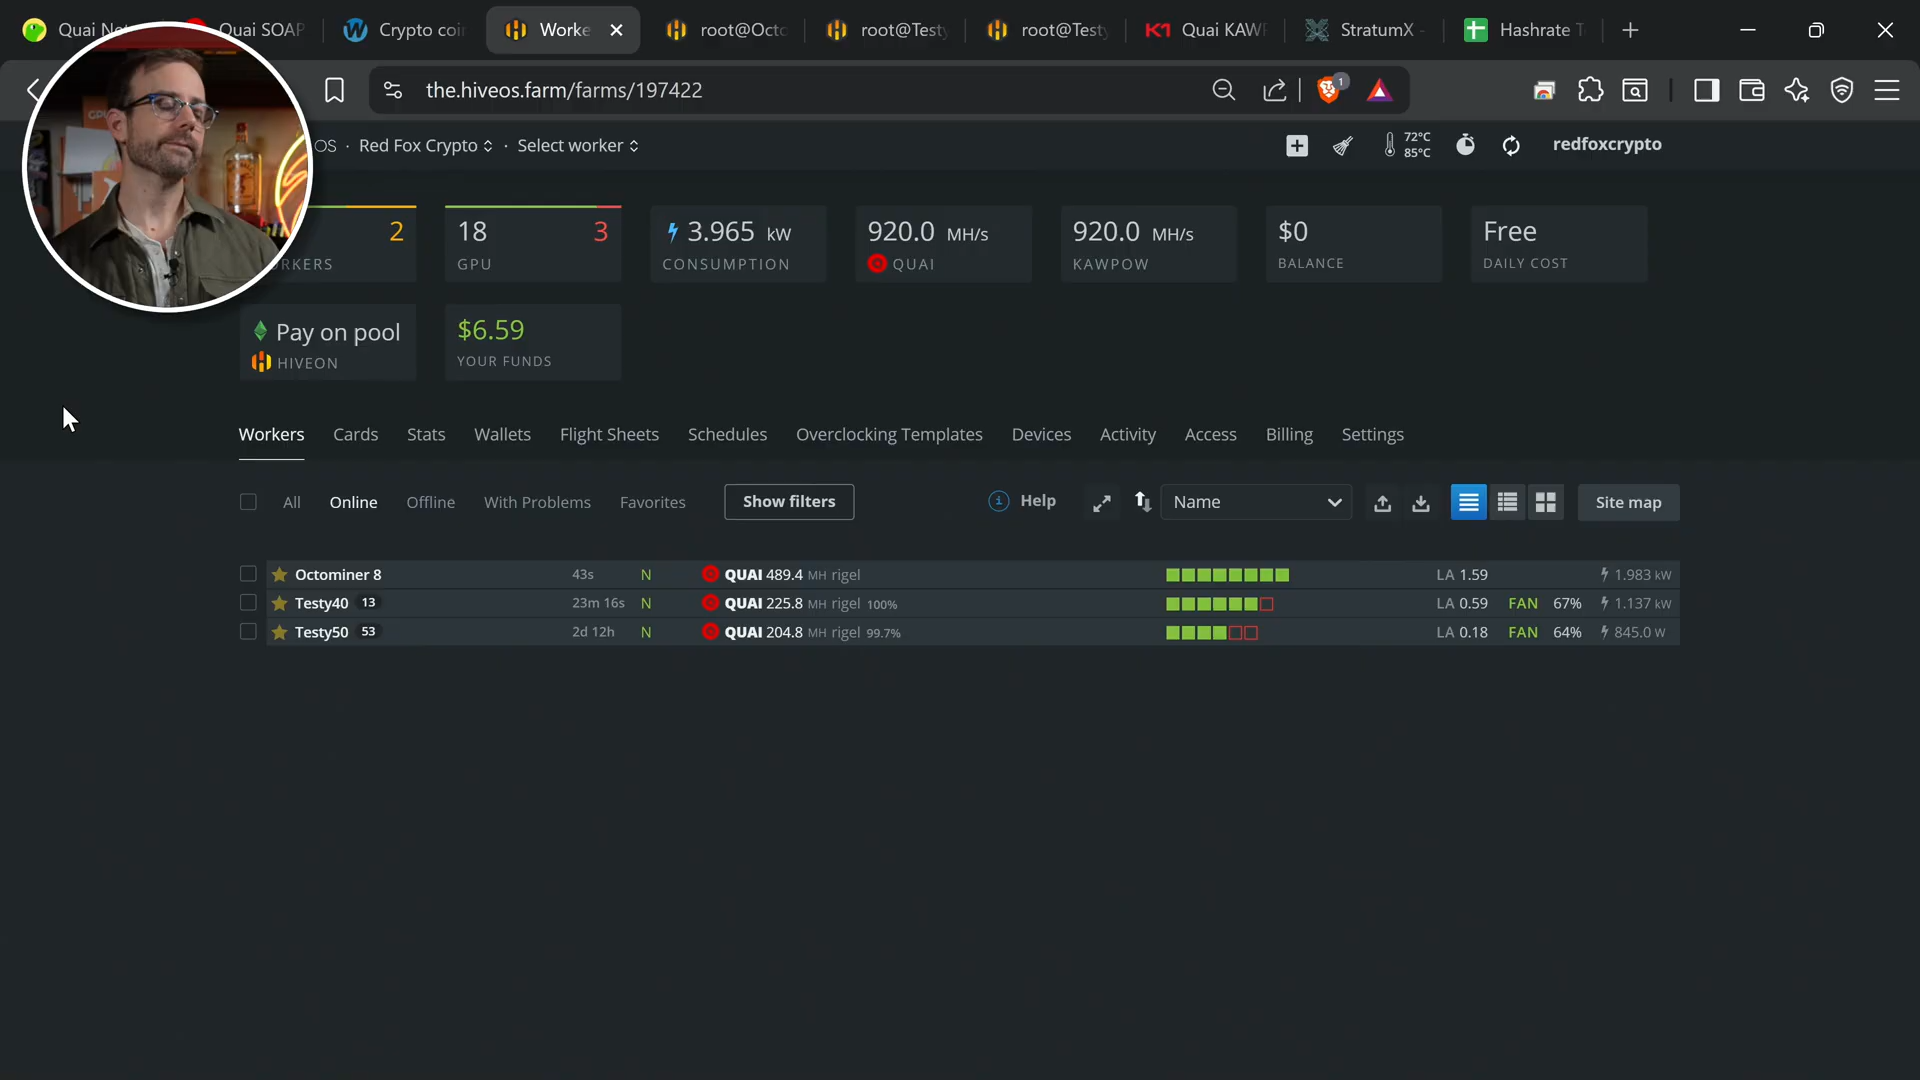 Quai N
Quai SOAP
Crypto coi
Worke
root@Octo
root@Testy
root@Testy
K1 Quai KAWP
StratumX -
Hashrate T
the.hiveos.farm/farms/197422
1
OS · Red Fox Crypto · Select worker
72°C
85°C
redfoxcrypto
2
RKERS
18 3
GPU
3.965 kW
CONSUMPTION
920.0 MH/s
QUAI
920.0 MH/s
KAWPOW
$0
BALANCE
Free
DAILY COST
Pay on pool
HIVEON
$6.59
YOUR FUNDS
Workers Cards Stats Wallets Flight Sheets Schedules Overclocking Templates Devices Activity Access Billing Settings
All Online Offline With Problems Favorites Show filters Help Name Site map
Octominer 8 43s N QUAI 489.4 MH rigel LA 1.59 1.983 kW
Testy40 13 23m 16s N QUAI 225.8 MH rigel 100% LA 0.59 FAN 67% 1.137 kW
Testy50 53 2d 12h N QUAI 204.8 MH rigel 99.7% LA 0.18 FAN 64% 845.0 W